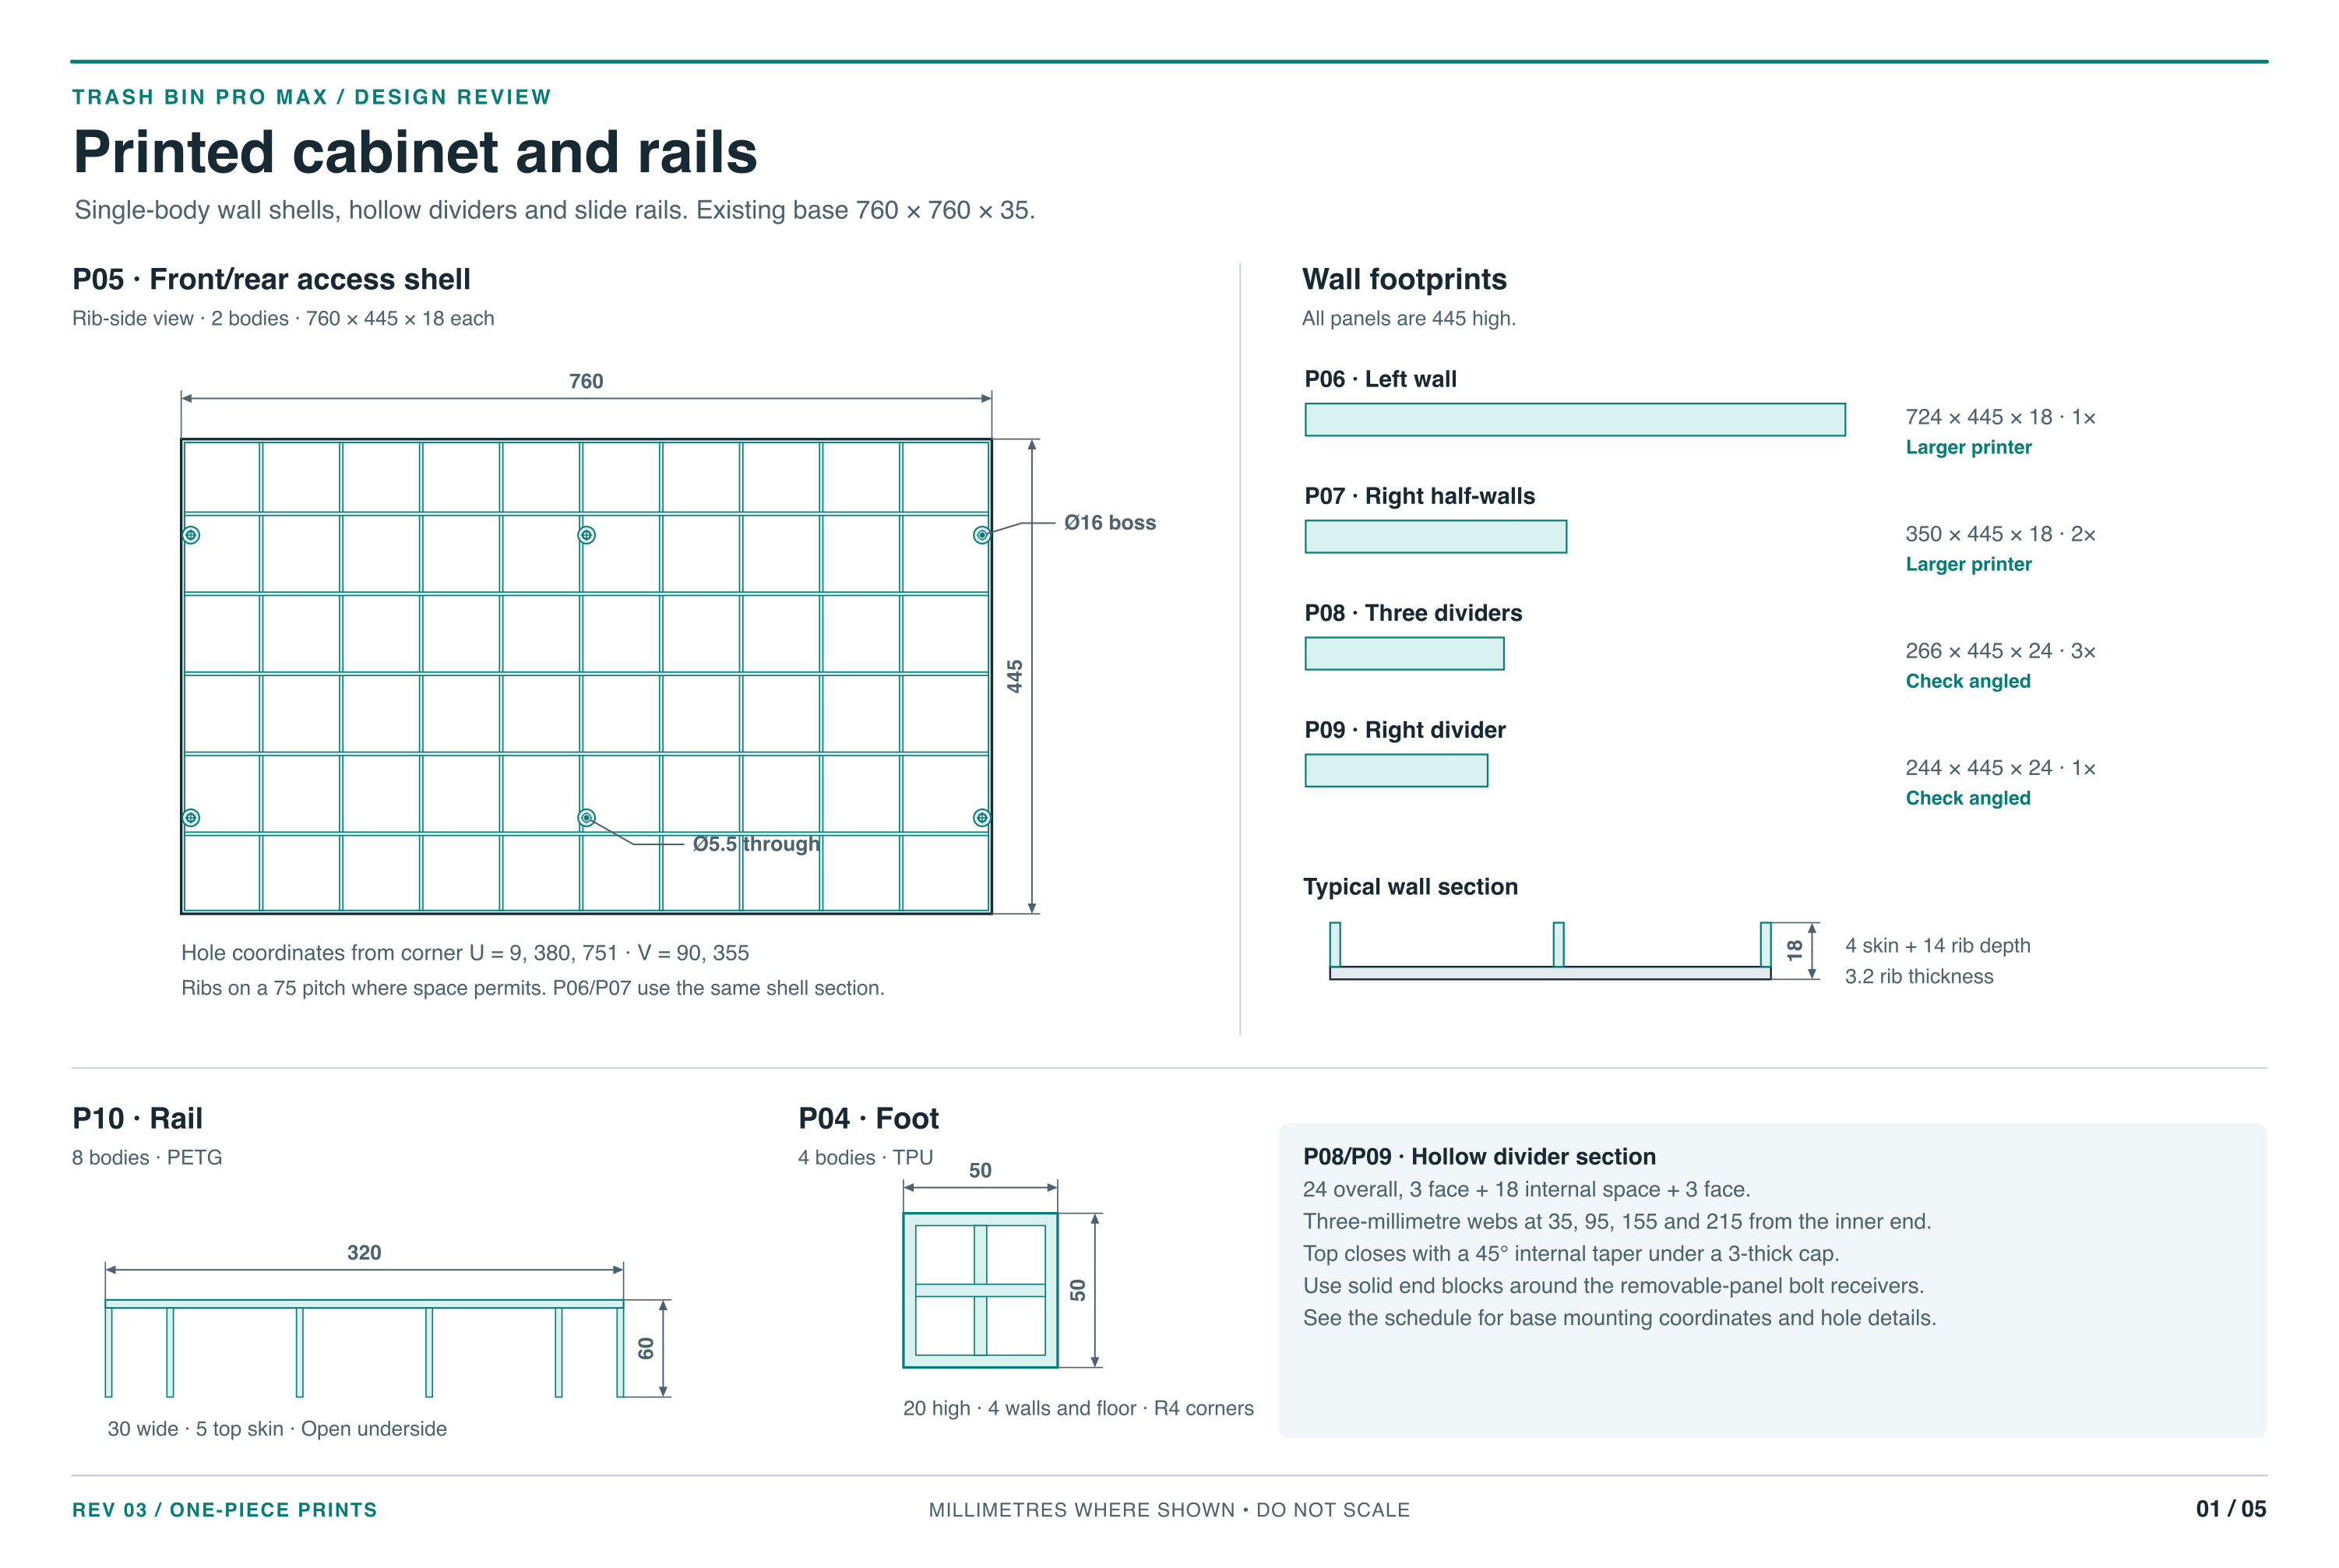 TRASH BIN PRO MAX / DESIGN REVIEW
Printed cabinet and rails
Single-body wall shells, hollow dividers and slide rails. Existing base 760 × 760 × 35.
P05 · Front/rear access shell
Rib-side view · 2 bodies · 760 × 445 × 18 each
760
Ø16 boss
445
Ø5.5 through
Hole coordinates from corner U = 9, 380, 751 · V = 90, 355
Ribs on a 75 pitch where space permits. P06/P07 use the same shell section.
Wall footprints
All panels are 445 high.
P06 · Left wall
724 × 445 × 18 · 1×
Larger printer
P07 · Right half-walls
350 × 445 × 18 · 2×
Larger printer
P08 · Three dividers
266 × 445 × 24 · 3×
Check angled
P09 · Right divider
244 × 445 × 24 · 1×
Check angled
Typical wall section
18
4 skin + 14 rib depth
3.2 rib thickness
P10 · Rail
8 bodies · PETG
320
60
30 wide · 5 top skin · Open underside
P04 · Foot
4 bodies · TPU
50
50
20 high · 4 walls and floor · R4 corners
P08/P09 · Hollow divider section
24 overall, 3 face + 18 internal space + 3 face.
Three-millimetre webs at 35, 95, 155 and 215 from the inner end.
Top closes with a 45° internal taper under a 3-thick cap.
Use solid end blocks around the removable-panel bolt receivers.
See the schedule for base mounting coordinates and hole details.
REV 03 / ONE-PIECE PRINTS
MILLIMETRES WHERE SHOWN • DO NOT SCALE
01 / 05